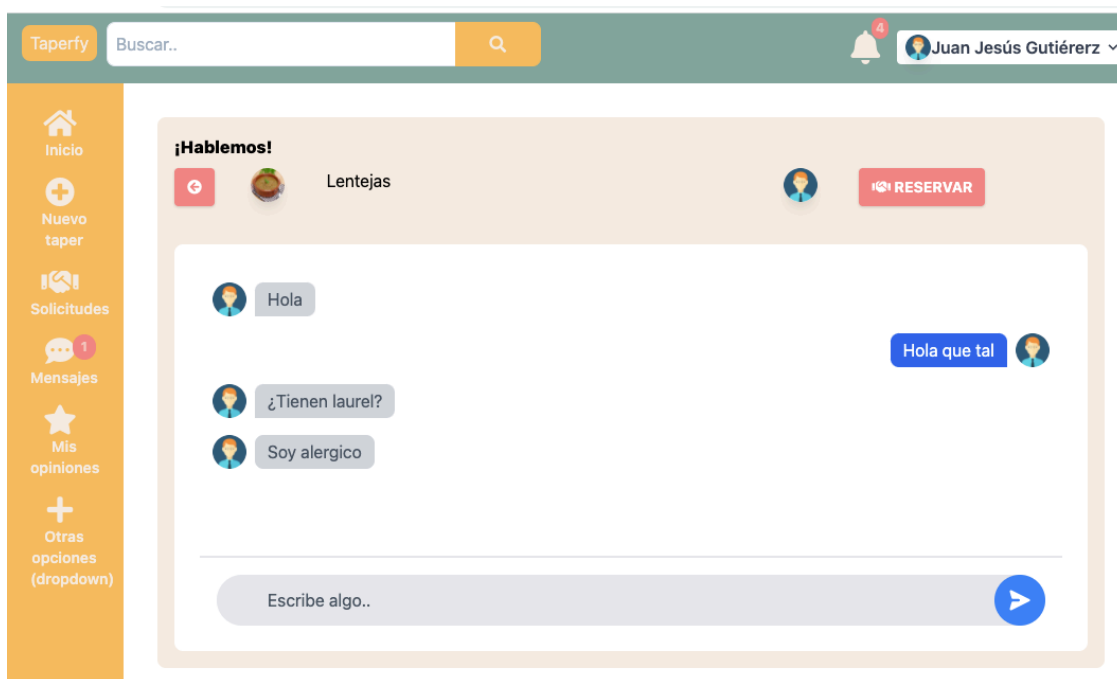 Taperfy
Buscar..
4
Juan Jesús Gutiérerz
Inicio
Nuevo
taper
Solicitudes
1
Mensajes
Mis
opiniones
Otras
opciones
(dropdown)
¡Hablemos!
Lentejas
RESERVAR
Hola
Hola que tal
¿Tienen laurel?
Soy alergico
Escribe algo..